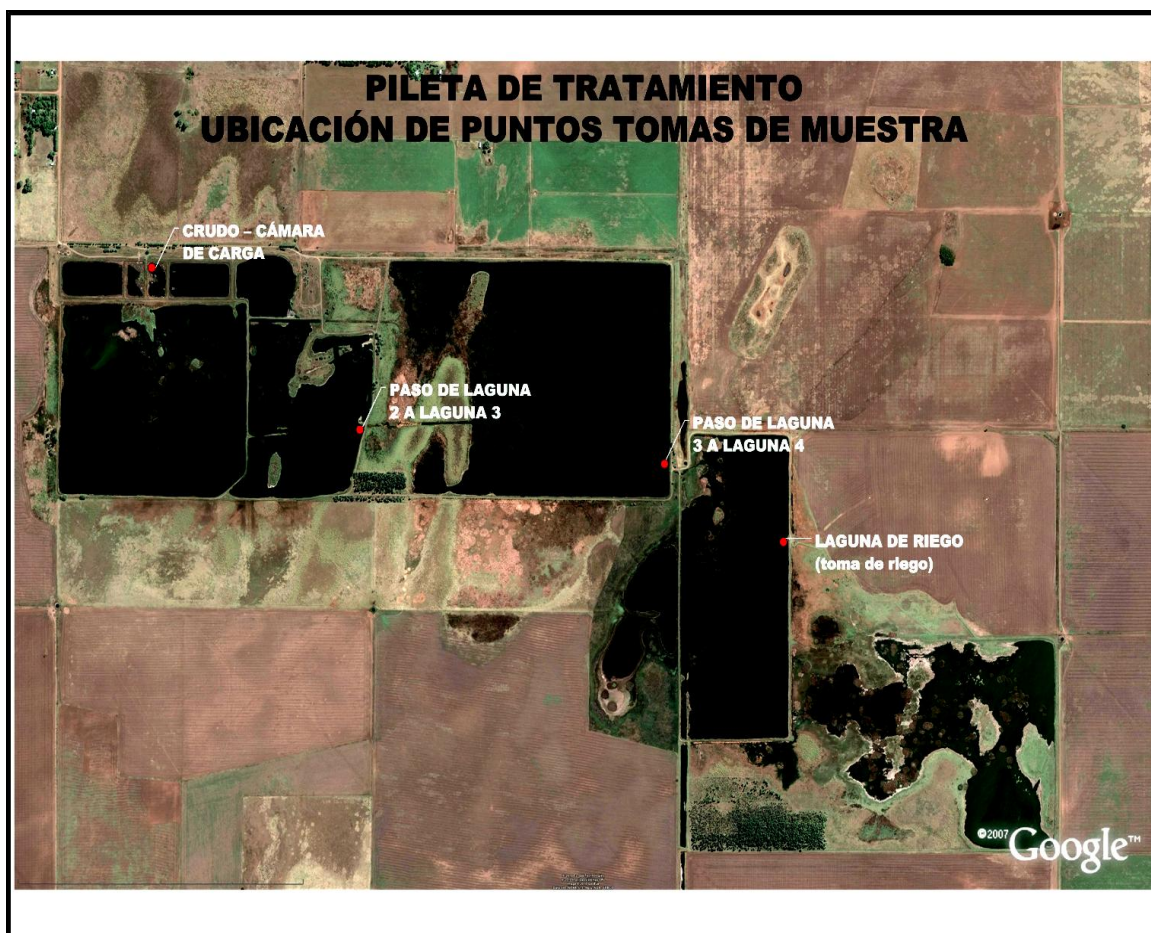 PILETA DE TRATAMIENTO
UBICACIÓN DE PUNTOS TOMAS DE MUESTRA
CRUDO – CÁMARA
DE CARGA
PASO DE LAGUNA
2 A LAGUNA 3
PASO DE LAGUNA
3 A LAGUNA 4
LAGUNA DE RIEGO
(toma de riego)
©2007 Google™